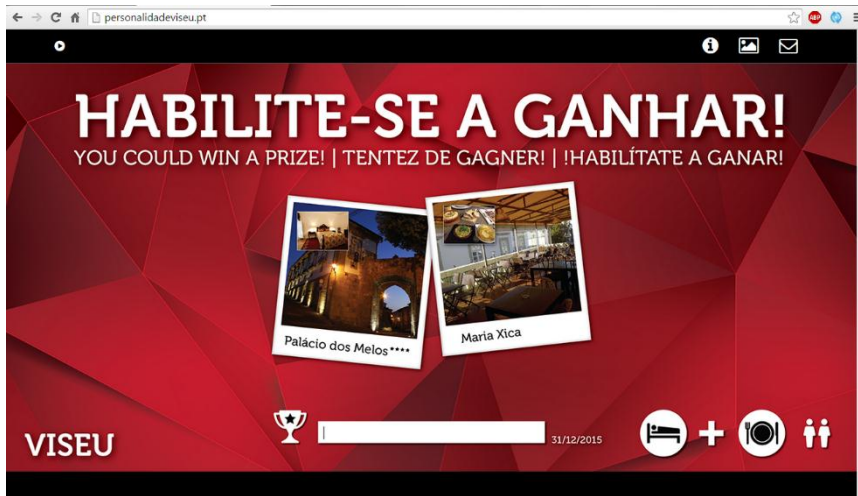 personalidadeviseu.pt
ABP
HABILITE-SE A GANHAR!
YOU COULD WIN A PRIZE! | TENTEZ DE GAGNER! | !HABILÍTATE A GANAR!
Palácio dos Melos****
Maria Xica
31/12/2015
VISEU